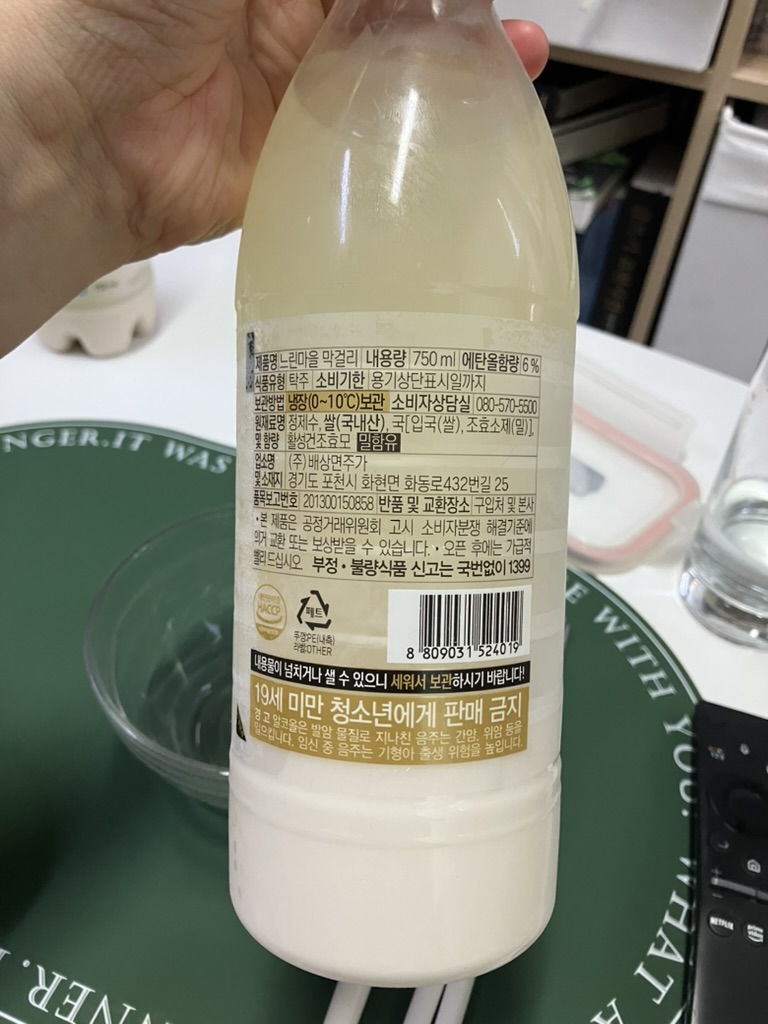 제품명 느린마을 막걸리 내용량 750 ml 에탄올함량 6 %
식품유형 탁주 소비기한 용기상단표시일까지
보관방법 냉장(0~10℃)보관 소비자상담실 080-570-5500
원재료명 정제수, 쌀(국내산), 국[입국(쌀), 조효소제(밀)],
및 함량 활성건조효모 밀함유
업소명 (주)배상면주가
및소재지 경기도 포천시 화현면 화동로432번길 25
품목보고번호 201300150858 반품 및 교환장소 구입처 및 본사
• 본 제품은 공정거래위원회 고시 소비자분쟁 해결기준에
의거 교환 또는 보상받을 수 있습니다. • 오픈 후에는 가급적
빨리 드십시오 부정 • 불량식품 신고는 국번없이 1399
HACCP
페트
뚜껑PE(내측)
라벨OTHER
8 809031 524019
내용물이 넘치거나 샐 수 있으니 세워서 보관하시기 바랍니다!
19세 미만 청소년에게 판매 금지
경 고 알코올은 발암 물질로 지나친 음주는 간암, 위암 등을
일으킵니다. 임신 중 음주는 기형아 출생 위험을 높입니다.
NGER.IT WAS
E WITH YOU. WHAT A
NNER.
NETFLIX
prime video